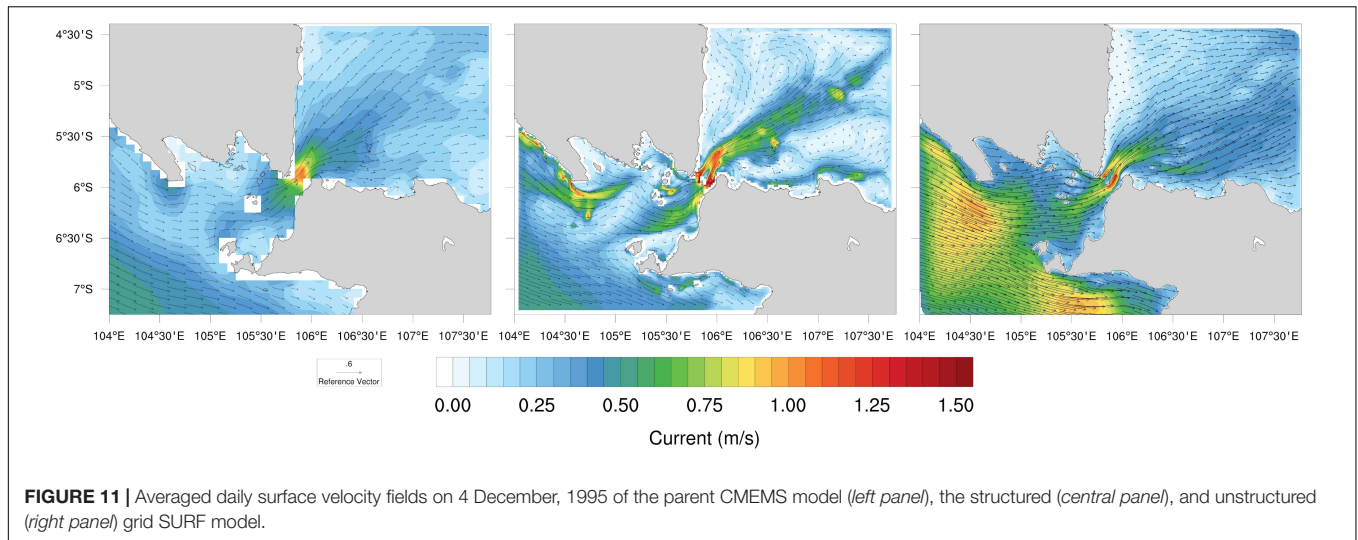 4°30'S
5°S
5°30'S
6°S
6°30'S
7°S
104°E 104°30'E 105°E 105°30'E 106°E 106°30'E 107°E 107°30'E
104°E 104°30'E 105°E 105°30'E 106°E 106°30'E 107°E 107°30'E
104°E 104°30'E 105°E 105°30'E 106°E 106°30'E 107°E 107°30'E
.6
Reference Vector
0.00 0.25 0.50 0.75 1.00 1.25 1.50
Current (m/s)
FIGURE 11 | Averaged daily surface velocity fields on 4 December, 1995 of the parent CMEMS model (left panel), the structured (central panel), and unstructured
(right panel) grid SURF model.